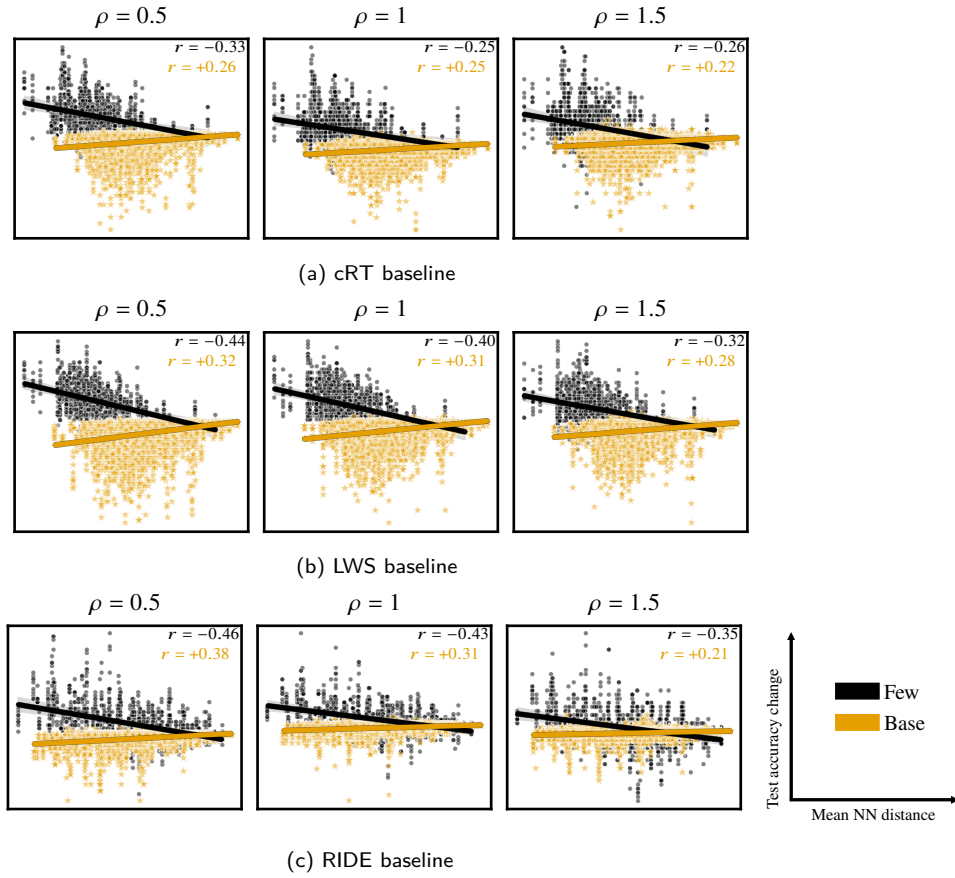 ρ = 0.5
ρ = 1
ρ = 1.5
r = −0.33
r = +0.26
r = −0.25
r = +0.25
r = −0.26
r = +0.22
(a) cRT baseline
ρ = 0.5
ρ = 1
ρ = 1.5
r = −0.44
r = +0.32
r = −0.40
r = +0.31
r = −0.32
r = +0.28
(b) LWS baseline
ρ = 0.5
ρ = 1
ρ = 1.5
r = −0.46
r = +0.38
r = −0.43
r = +0.31
r = −0.35
r = +0.21
Test accuracy change
Few
Base
Mean NN distance
(c) RIDE baseline